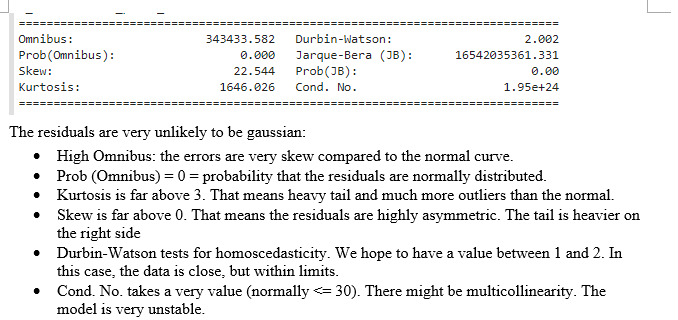 ==============================================================================
Omnibus: 343433.582 Durbin-Watson: 2.002
Prob(Omnibus): 0.000 Jarque-Bera (JB): 16542035361.331
Skew: 22.544 Prob(JB): 0.00
Kurtosis: 1646.026 Cond. No. 1.95e+24
==============================================================================
The residuals are very unlikely to be gaussian:
• High Omnibus: the errors are very skew compared to the normal curve.
• Prob (Omnibus) = 0 = probability that the residuals are normally distributed.
• Kurtosis is far above 3. That means heavy tail and much more outliers than the normal.
• Skew is far above 0. That means the residuals are highly asymmetric. The tail is heavier on
the right side
• Durbin-Watson tests for homoscedasticity. We hope to have a value between 1 and 2. In
this case, the data is close, but within limits.
• Cond. No. takes a very value (normally <= 30). There might be multicollinearity. The
model is very unstable.